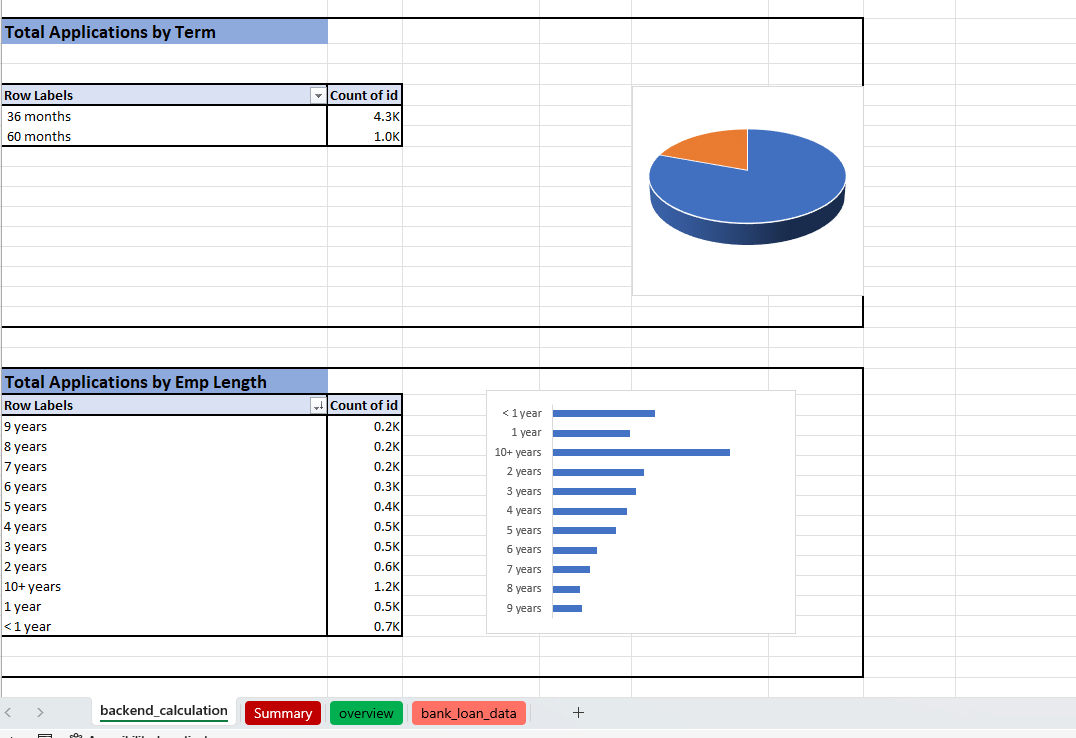 Total Applications by Term
Row Labels Count of id
36 months 4.3K
60 months 1.0K
Total Applications by Emp Length
Row Labels Count of id
9 years 0.2K
8 years 0.2K
7 years 0.2K
6 years 0.3K
5 years 0.4K
4 years 0.5K
3 years 0.5K
2 years 0.6K
10+ years 1.2K
1 year 0.5K
< 1 year 0.7K
< 1 year
1 year
10+ years
2 years
3 years
4 years
5 years
6 years
7 years
8 years
9 years
backend_calculation Summary overview bank_loan_data